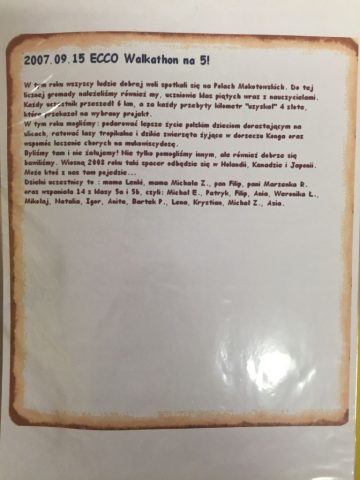 2007.09.15 ECCO Walkathon na 5!
W tym roku wszyscy ludzie dobrej woli spotkali się na Polach Mokotowskich. Do tej
licznej gromady należeliśmy również my, uczniowie klas piątych wraz z nauczycielami.
Każdy uczestnik przeszedł 6 km, a za każdy przebyty kilometr "uzyskał" 4 złote,
które przekazał na wybrany projekt.
W tym roku mogliśmy: podarować lepsze życie polskim dzieciom dorastającym na
ulicach, ratować lasy tropikalne i dzikie zwierzęta żyjące w dorzeczu Kongo oraz
wspomóc leczenie chorych na mukowiscydozę.
Byliśmy tam i nie żałujemy! Nie tylko pomogliśmy innym, ale również dobrze się
bawiliśmy. Wiosną 2008 roku taki spacer odbędzie się w Holandii, Kanadzie i Japonii.
Może ktoś z nas tam pojedzie...
Dzielni uczestnicy to : mama Lenki, mama Michała Z., pan Filip, pani Marzenka R.
oraz wspaniała 14 z klasy 5a i 5b, czyli: Michał E., Patryk, Filip, Ania, Weronika Ł.,
Mikołaj, Natalia, Igor, Anita, Bartek P., Lena, Krystian, Michał Z., Asia.